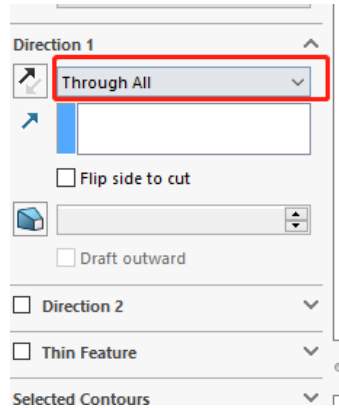 Direction 1
Through All
Flip side to cut
Draft outward
Direction 2
Thin Feature
Selected Contours